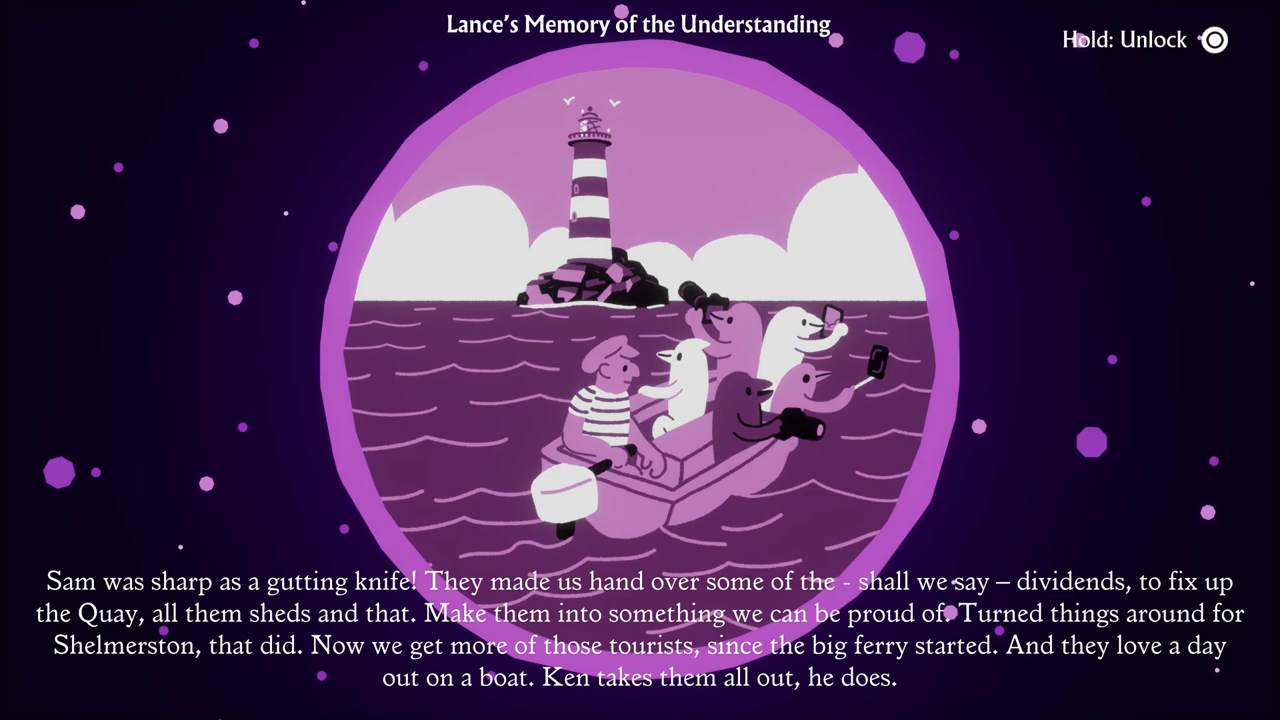 Lance's Memory of the Understanding
Hold: Unlock
Sam was sharp as a gutting knife! They made us hand over some of the - shall we say – dividends, to fix up
the Quay, all them sheds and that. Make them into something we can be proud of. Turned things around for
Shelmerston, that did. Now we get more of those tourists, since the big ferry started. And they love a day
out on a boat. Ken takes them all out, he does.